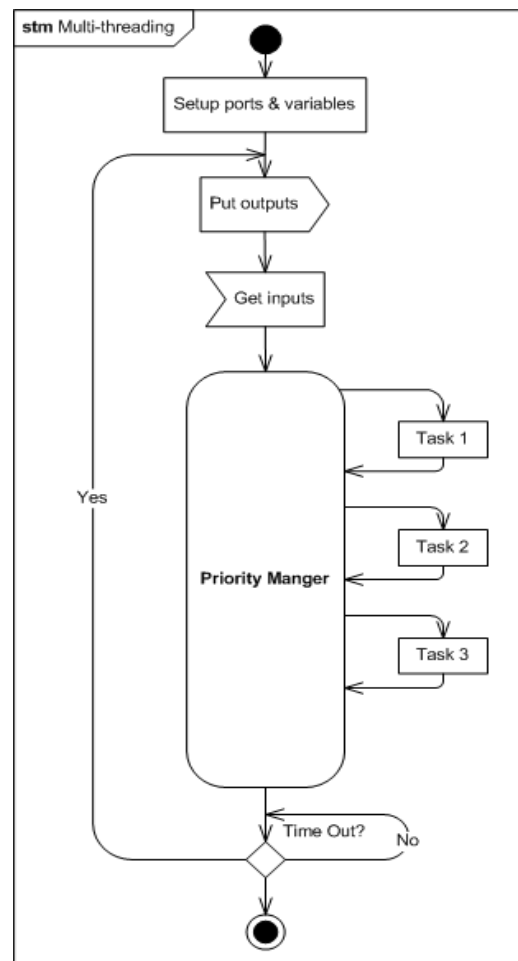 stm Multi-threading
Setup ports & variables
Put outputs
Get inputs
Task 1
Yes
Task 2
Priority Manger
Task 3
Time Out?
No